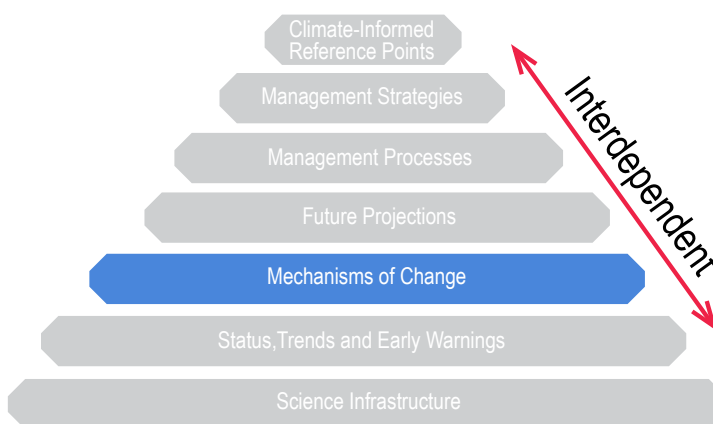 Climate-Informed
Reference Points
Management Strategies
Management Processes
Future Projections
Mechanisms of Change
Status,Trends and Early Warnings
Science Infrastructure
Interdependent